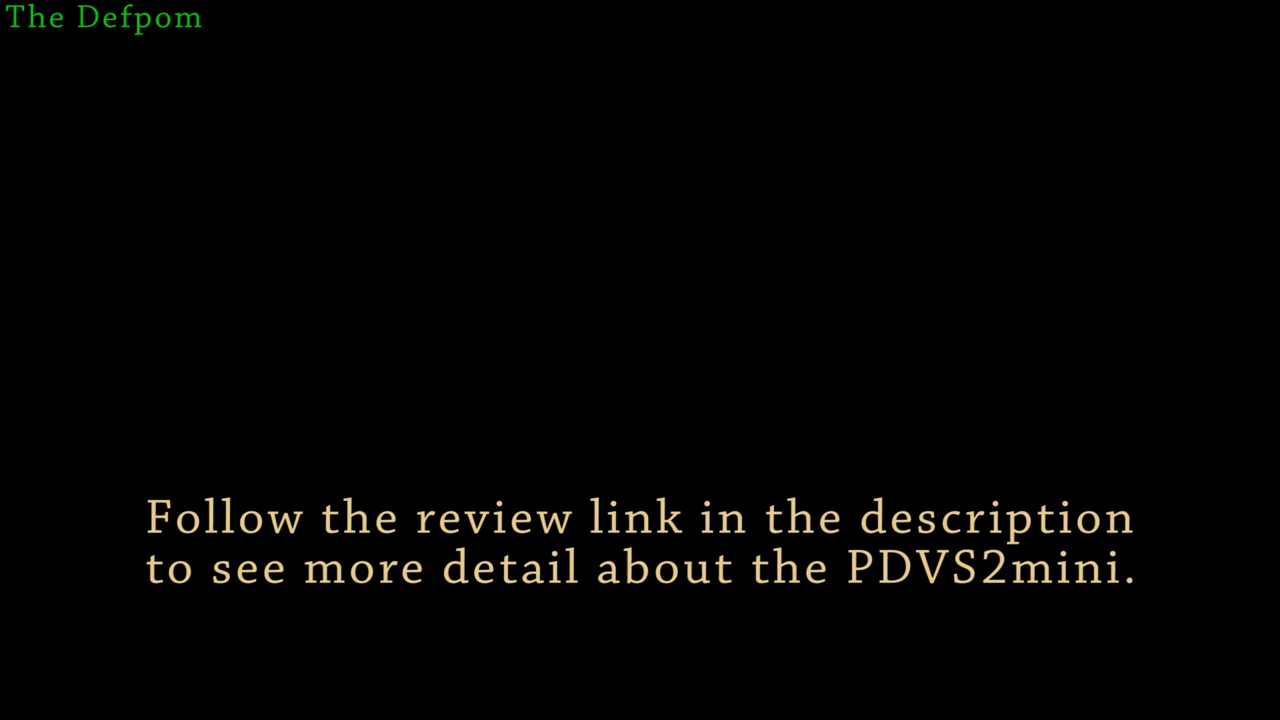 The Defpom
Follow the review link in the description
to see more detail about the PDVS2mini.